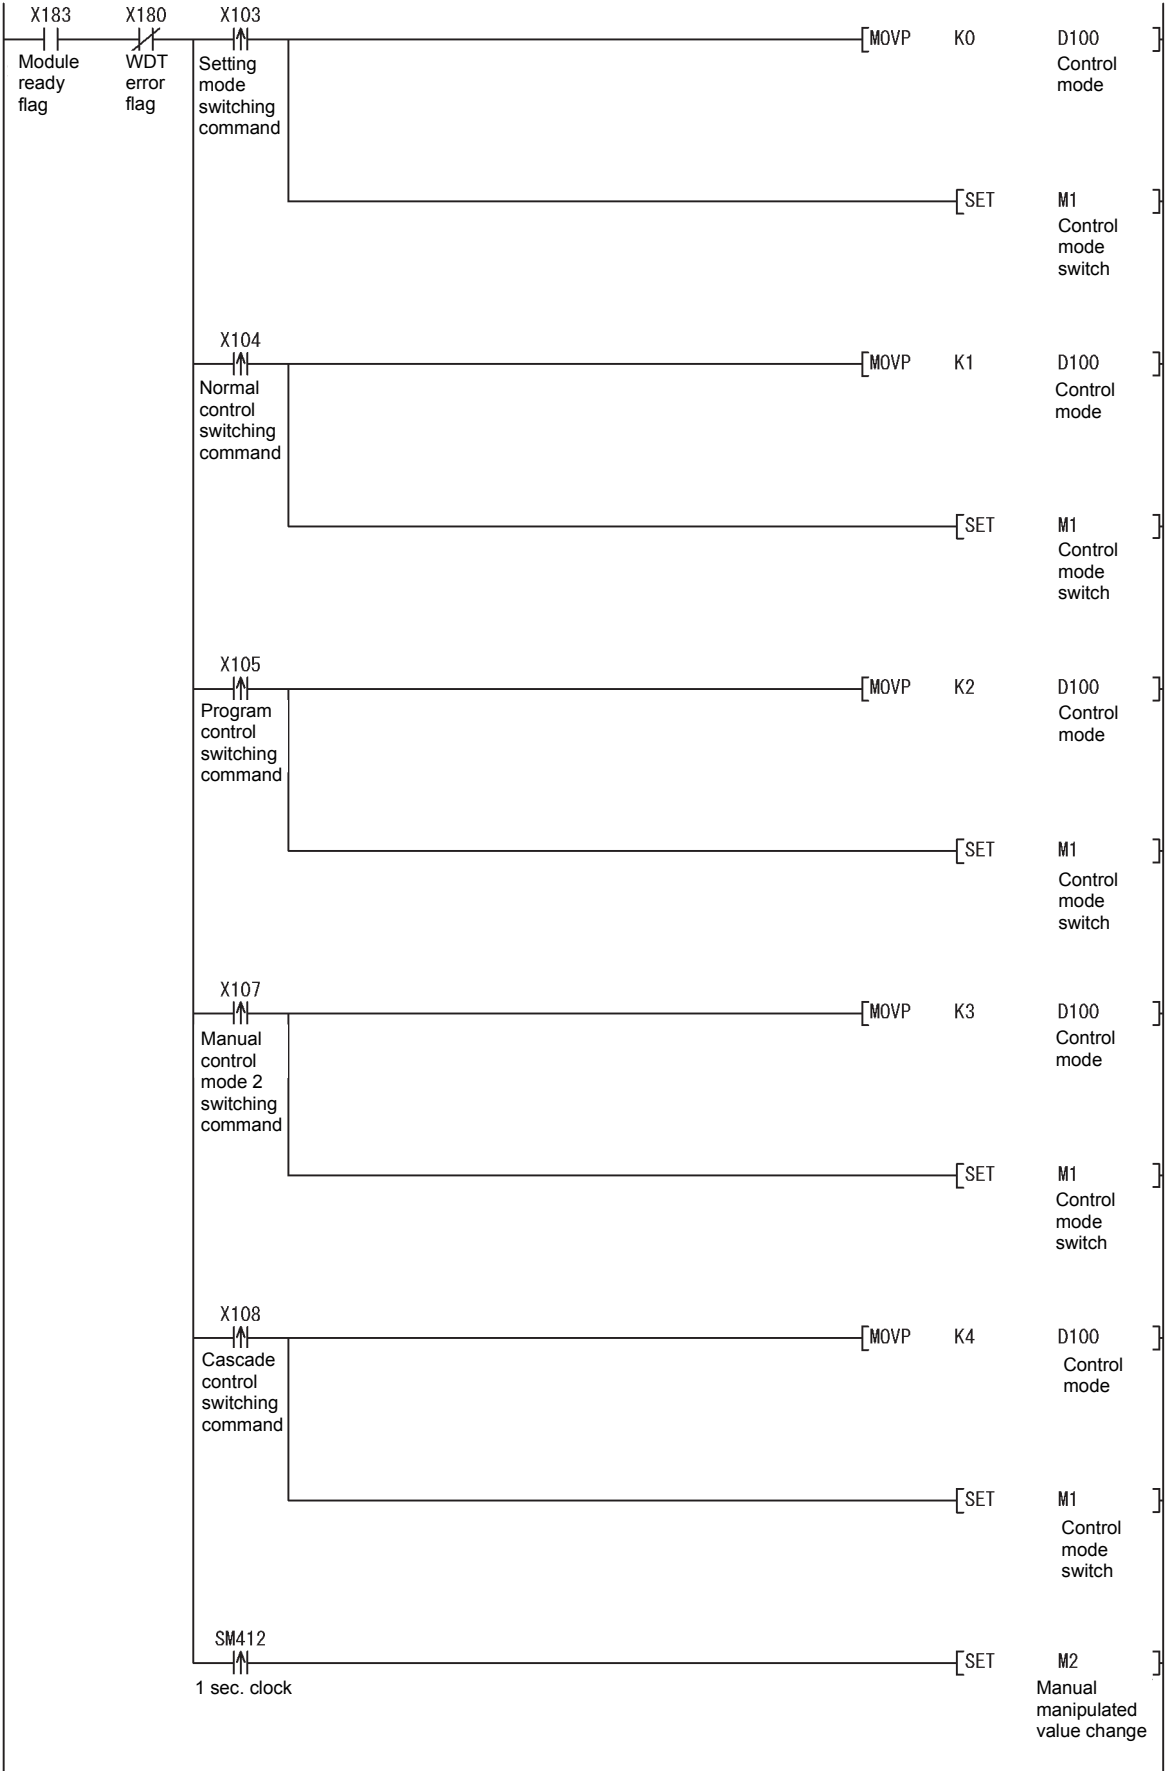 X183 X180 X103
MOVP K0 D100
Module ready flag
WDT error flag
Setting mode switching command
Control mode
SET M1
Control mode switch
X104
MOVP K1 D100
Normal control switching command
Control mode
SET M1
Control mode switch
X105
MOVP K2 D100
Program control switching command
Control mode
SET M1
Control mode switch
X107
MOVP K3 D100
Manual control mode 2 switching command
Control mode
SET M1
Control mode switch
X108
MOVP K4 D100
Cascade control switching command
Control mode
SET M1
Control mode switch
SM412
SET M2
1 sec. clock
Manual manipulated value change